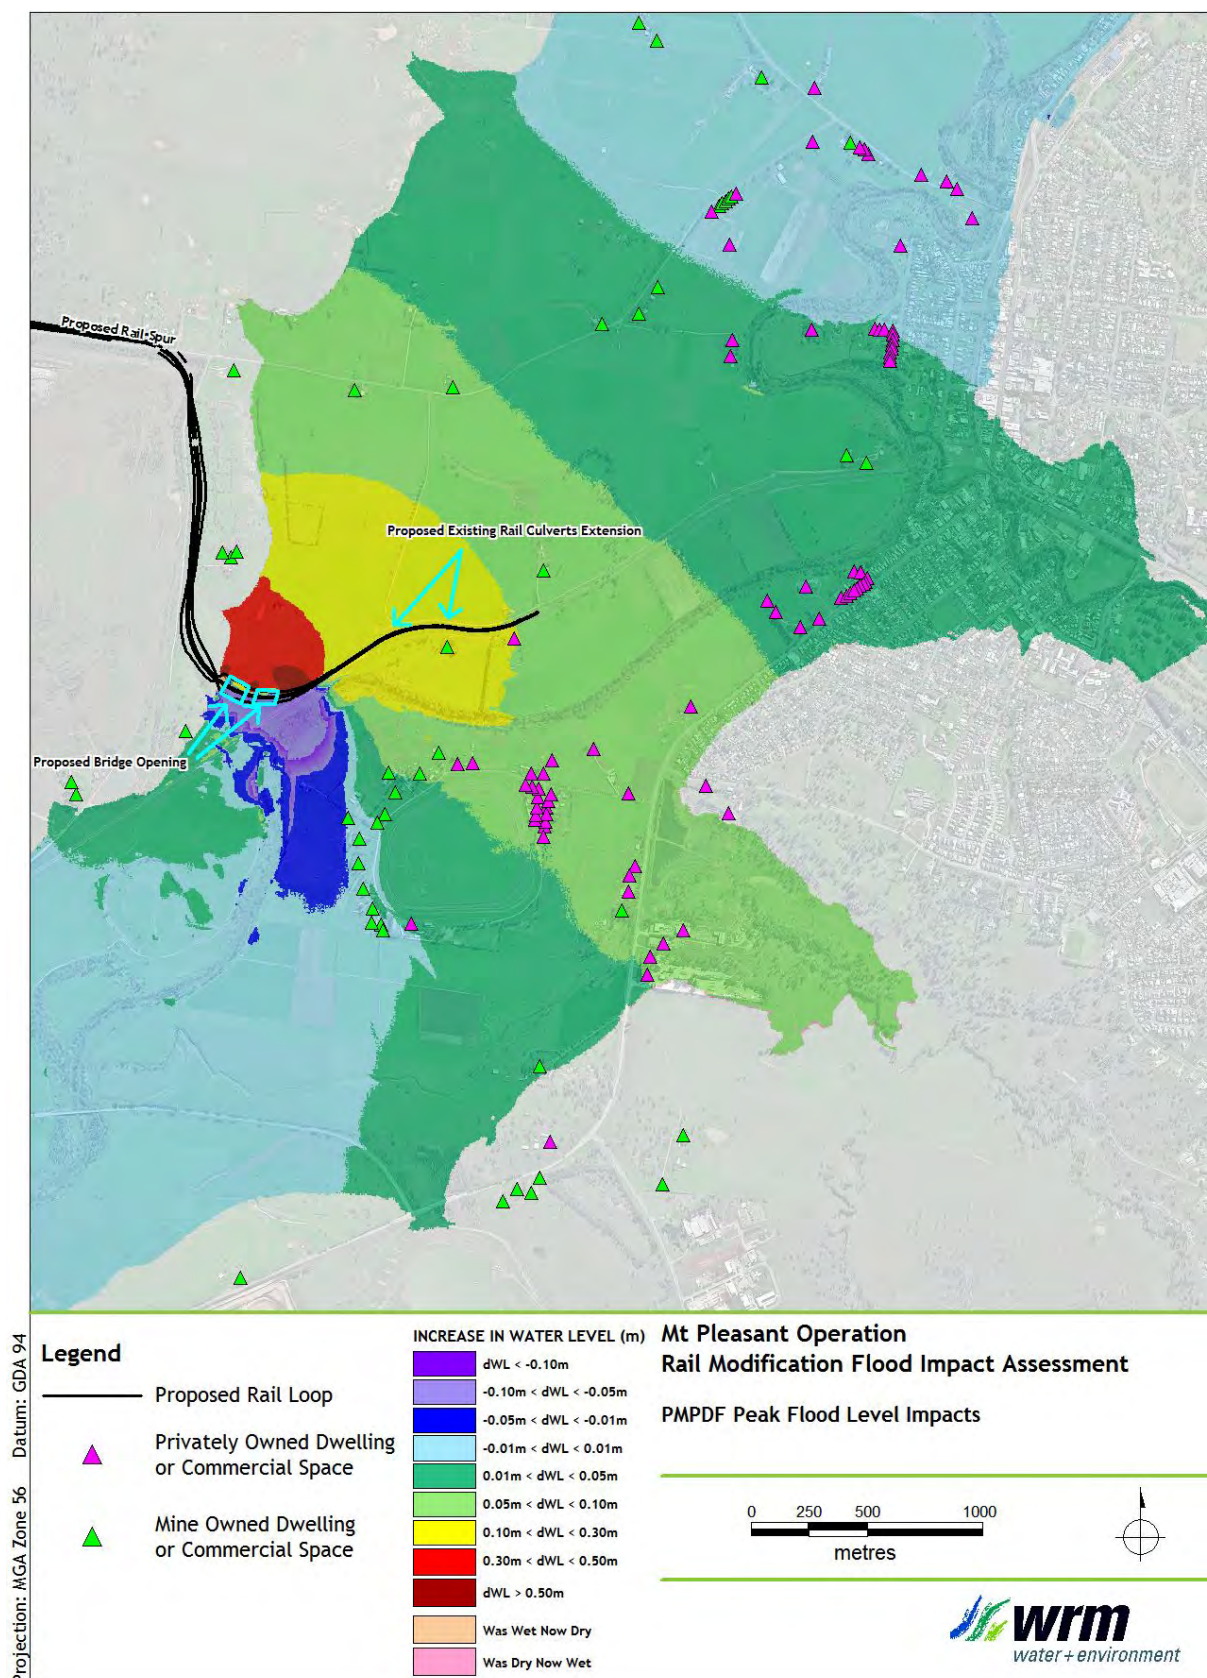 Proposed Rail Spur
Proposed Existing Rail Culverts Extension
Proposed Bridge Opening
Projection: MGA Zone 56 Datum: GDA 94
Legend
Proposed Rail Loop
Privately Owned Dwelling
or Commercial Space
Mine Owned Dwelling
or Commercial Space
INCREASE IN WATER LEVEL (m)
dWL < -0.10m
-0.10m < dWL < -0.05m
-0.05m < dWL < -0.01m
-0.01m < dWL < 0.01m
0.01m < dWL < 0.05m
0.05m < dWL < 0.10m
0.10m < dWL < 0.30m
0.30m < dWL < 0.50m
dWL > 0.50m
Was Wet Now Dry
Was Dry Now Wet
Mt Pleasant Operation
Rail Modification Flood Impact Assessment
PMPDF Peak Flood Level Impacts
0 250 500 1000
metres
wrm
water + environment